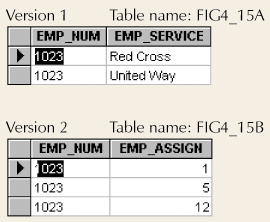 Version 1 Table name: FIG4_15A
EMP_NUM EMP_SERVICE
1023 Red Cross
1023 United Way
Version 2 Table name: FIG4_15B
EMP_NUM EMP_ASSIGN
1023 1
1023 5
1023 12